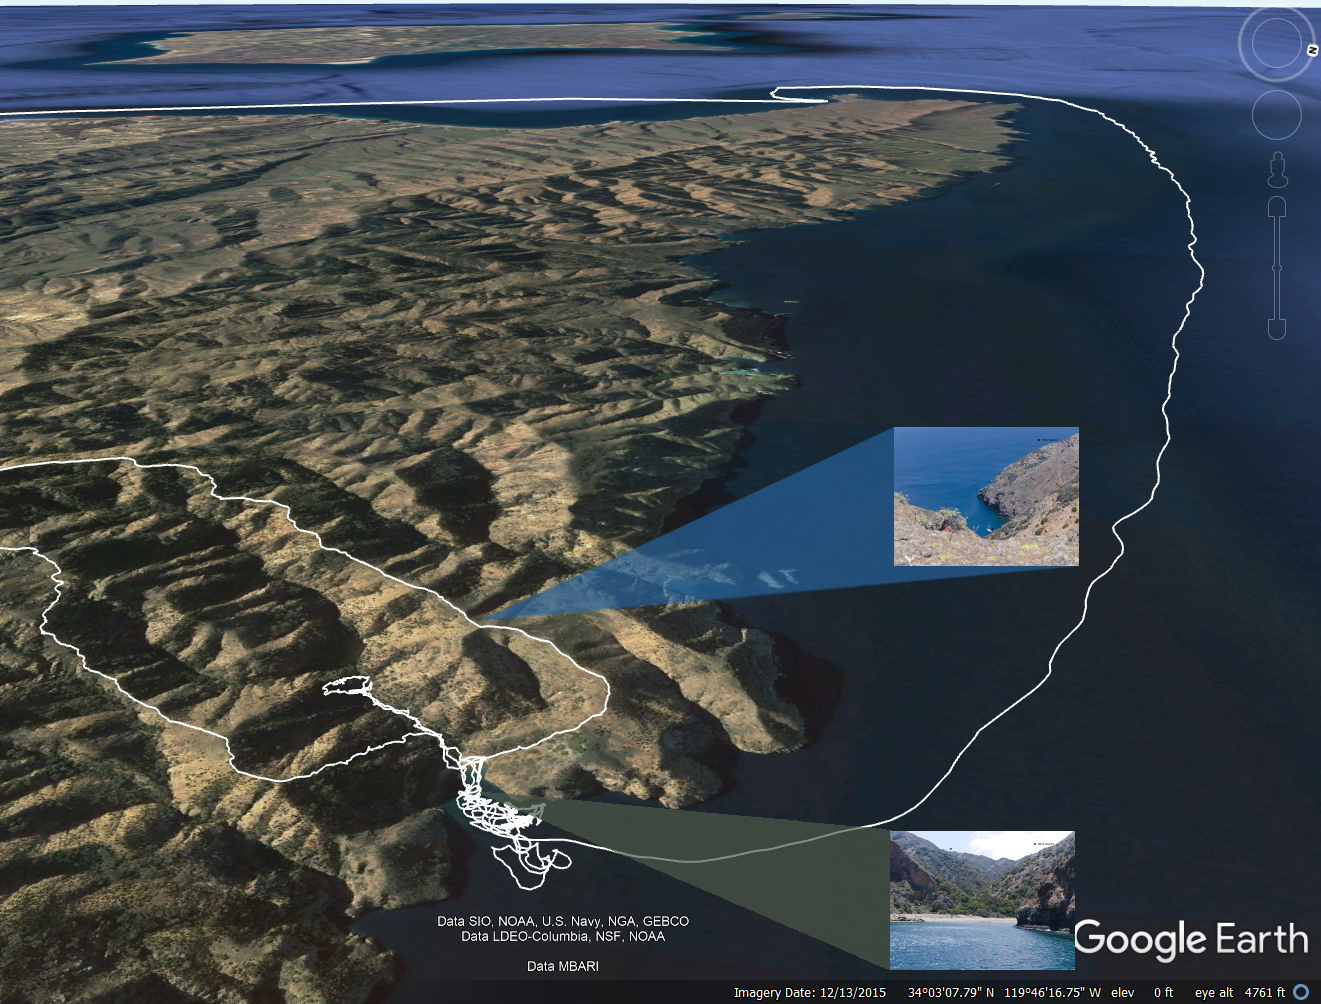 N
Data SIO, NOAA, U.S. Navy, NGA, GEBCO
Data LDEO-Columbia, NSF, NOAA
Data MBARI
Google Earth
Imagery Date: 12/13/2015 34°03'07.79" N 119°46'16.75" W elev 0 ft eye alt 4761 ft